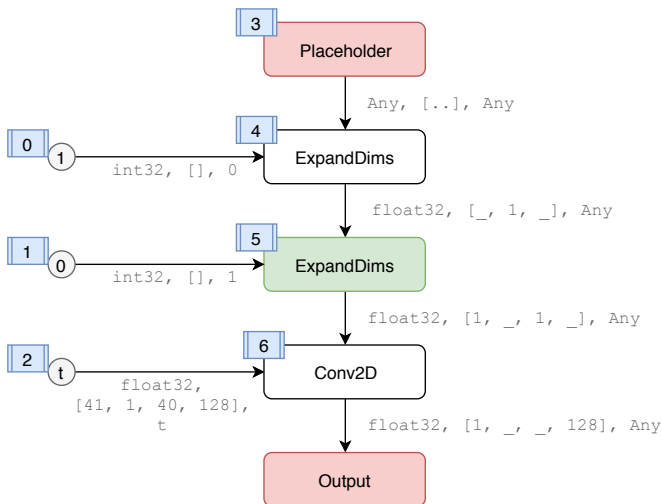 3
Placeholder
Any, [..], Any
0
1
int32, [], 0
4
ExpandDims
float32, [_, 1, _], Any
1
0
int32, [], 1
5
ExpandDims
float32, [1, _, 1, _], Any
2
t
float32,
[41, 1, 40, 128],
t
6
Conv2D
float32, [1, _, _, 128], Any
Output